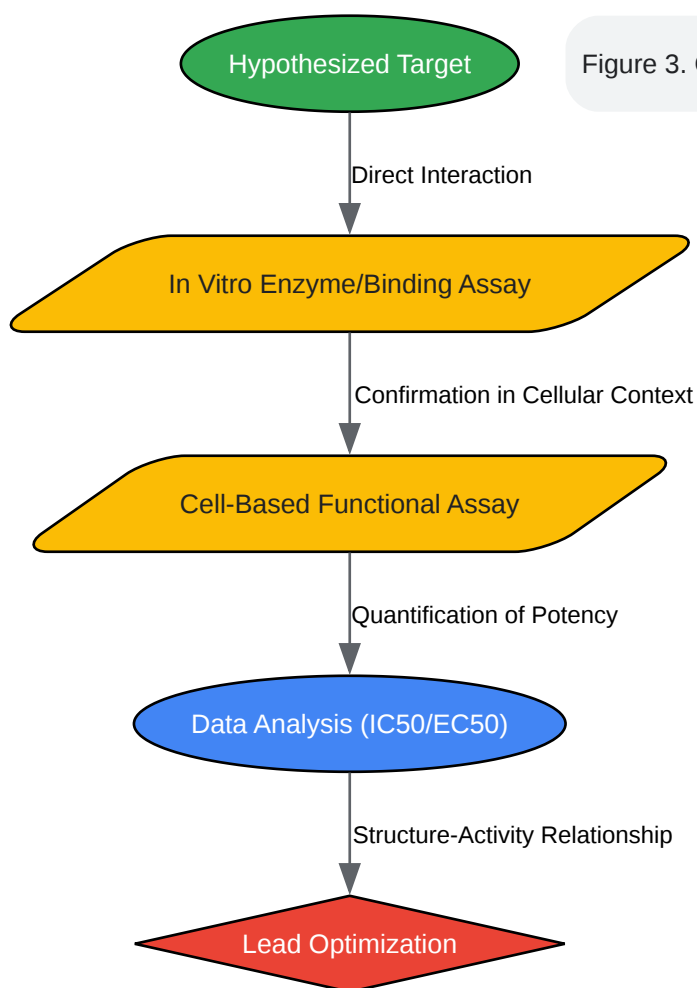 Hypothesized Target
Figure 3.
Direct Interaction
In Vitro Enzyme/Binding Assay
Confirmation in Cellular Context
Cell-Based Functional Assay
Quantification of Potency
Data Analysis (IC50/EC50)
Structure-Activity Relationship
Lead Optimization